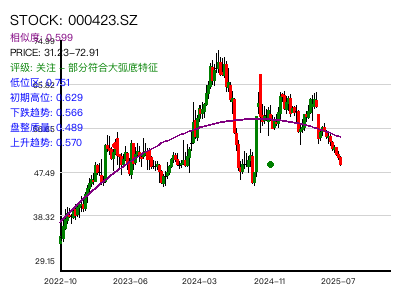 STOCK: 000423.SZ
相似度: 0.599
PRICE: 31.23-72.91
评级: 关注 - 部分符合大弧底特征
低位区: 0.751
初期高位: 0.629
下跌趋势: 0.566
盘整质量: 0.489
上升趋势: 0.570
74.99
65.82
47.49
38.32
29.15
2022-10
2023-06
2024-03
2024-11
2025-07